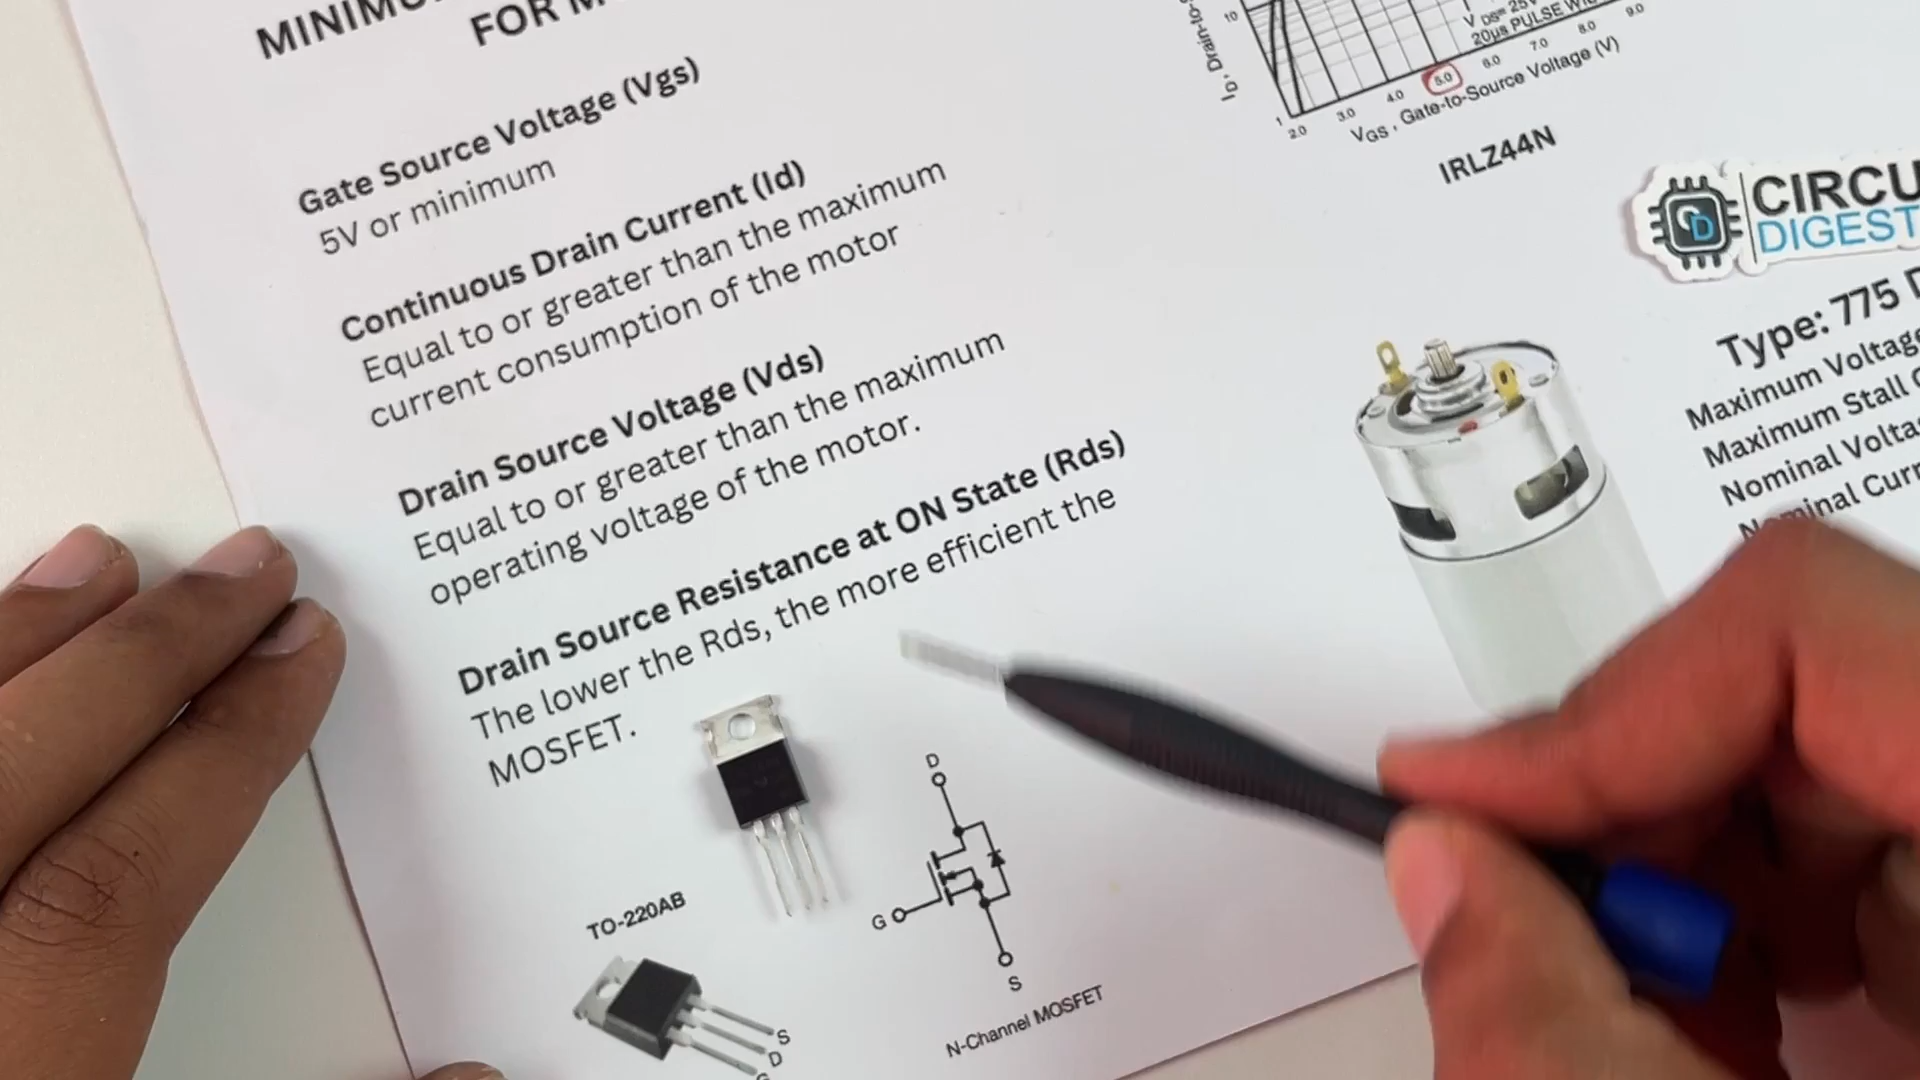 FOR
Gate Source Voltage (Vgs)
5V or minimum
Continuous Drain Current (Id)
Equal to or greater than the maximum
current consumption of the motor
Drain Source Voltage (Vds)
Equal to or greater than the maximum
operating voltage of the motor.
Drain Source Resistance at ON State (Rds)
The lower the Rds, the more efficient the
MOSFET.
TO-220AB
S
D
G
D
G
S
N-Channel MOSFET
10
1
2.0 3.0 4.0 5.0 6.0 7.0 8.0 9.0
VDS= 25V
20µs PULSE
ID, Drain-to-
VGS, Gate-to-Source Voltage (V)
IRLZ44N
DIGEST
Type: 775
Maximum Voltage
Maximum Stall
Nominal
Nominal